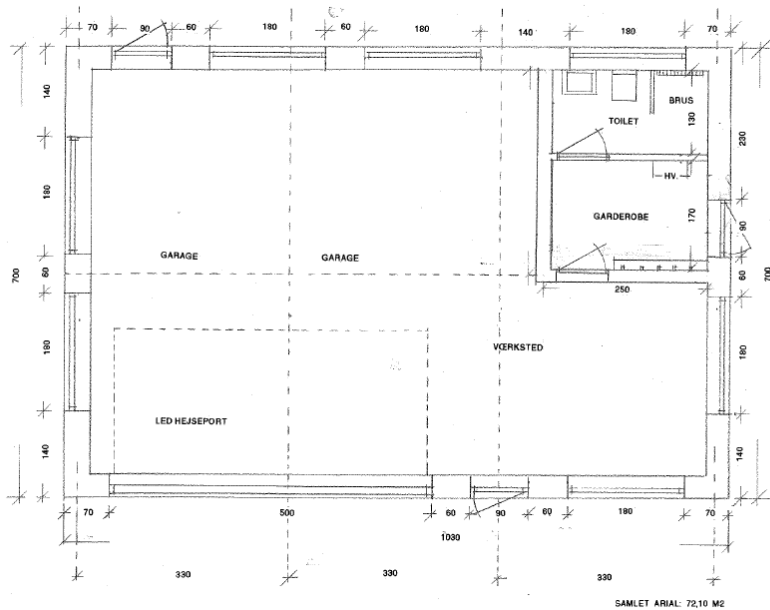 70 90 60 180 60 180 140 180 70
140
180
60
700
180
140
BRUS
TOILET
130
230
HV.
GARDEROBE
170
90
60
700
250
180
140
GARAGE GARAGE
VÆRKSTED
LED HEJSEPORT
70 500 60 90 60 180 70
1030
330 330 330
SAMLET ARIAL: 72,10 M2